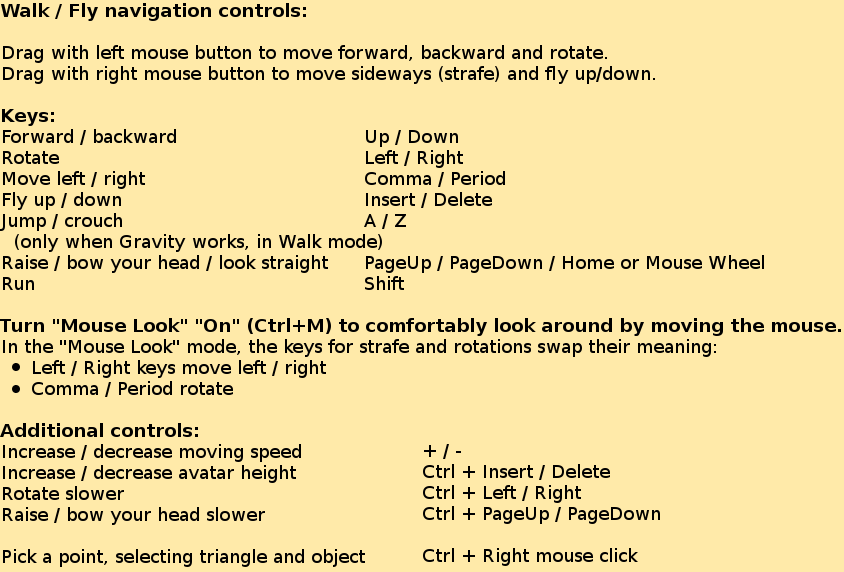 Walk / Fly navigation controls:
Drag with left mouse button to move forward, backward and rotate.
Drag with right mouse button to move sideways (strafe) and fly up/down.
Keys:
Forward / backward Up / Down
Rotate Left / Right
Move left / right Comma / Period
Fly up / down Insert / Delete
Jump / crouch A / Z
(only when Gravity works, in Walk mode)
Raise / bow your head / look straight PageUp / PageDown / Home or Mouse Wheel
Run Shift
Turn "Mouse Look" "On" (Ctrl+M) to comfortably look around by moving the mouse.
In the "Mouse Look" mode, the keys for strafe and rotations swap their meaning:
● Left / Right keys move left / right
● Comma / Period rotate
Additional controls:
Increase / decrease moving speed + / -
Increase / decrease avatar height Ctrl + Insert / Delete
Rotate slower Ctrl + Left / Right
Raise / bow your head slower Ctrl + PageUp / PageDown
Pick a point, selecting triangle and object Ctrl + Right mouse click